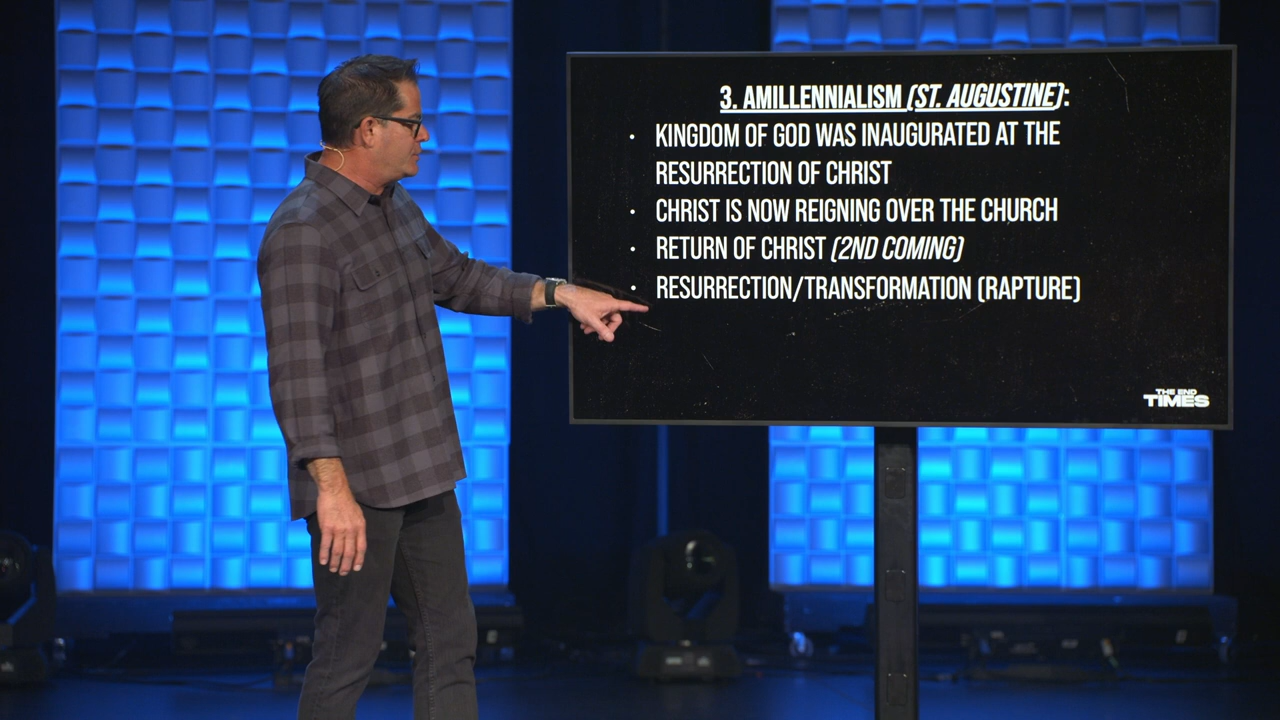 3. AMILLENNIALISM (ST. AUGUSTINE):
• KINGDOM OF GOD WAS INAUGURATED AT THE
RESURRECTION OF CHRIST
• CHRIST IS NOW REIGNING OVER THE CHURCH
• RETURN OF CHRIST (2ND COMING)
• RESURRECTION/TRANSFORMATION (RAPTURE)
THE END
TIMES